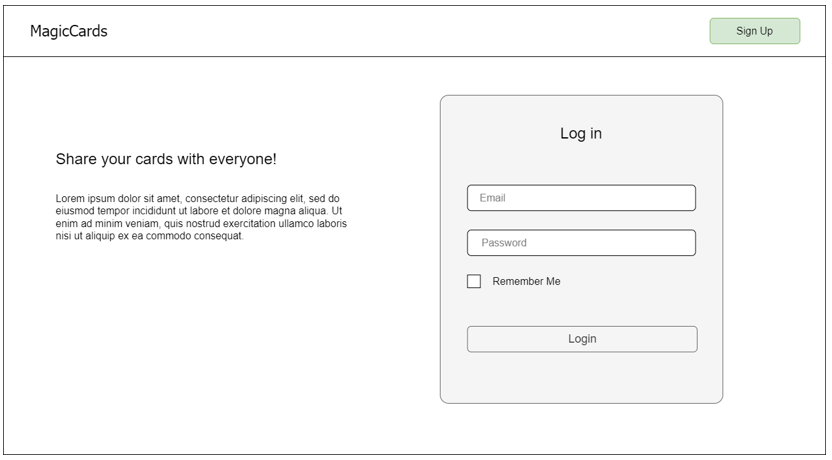 MagicCards
Sign Up
Share your cards with everyone!
Lorem ipsum dolor sit amet, consectetur adipiscing elit, sed do
eiusmod tempor incididunt ut labore et dolore magna aliqua. Ut
enim ad minim veniam, quis nostrud exercitation ullamco laboris
nisi ut aliquip ex ea commodo consequat.
Log in
Email
Password
Remember Me
Login